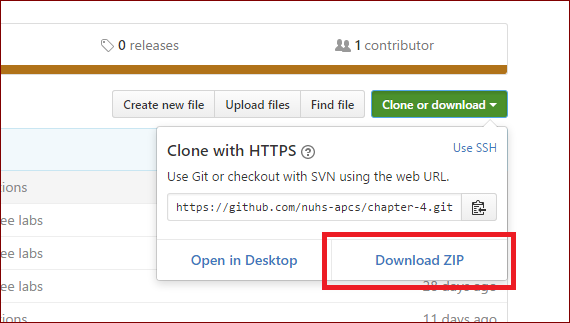 0 releases
1 contributor
Create new file
Upload files
Find file
Clone or download
Clone with HTTPS
Use SSH
Use Git or checkout with SVN using the web URL.
https://github.com/nuhs-apcs/chapter-4.git
Open in Desktop
Download ZIP
ee labs
ee labs
ee labs
28 days ago
11 days ago